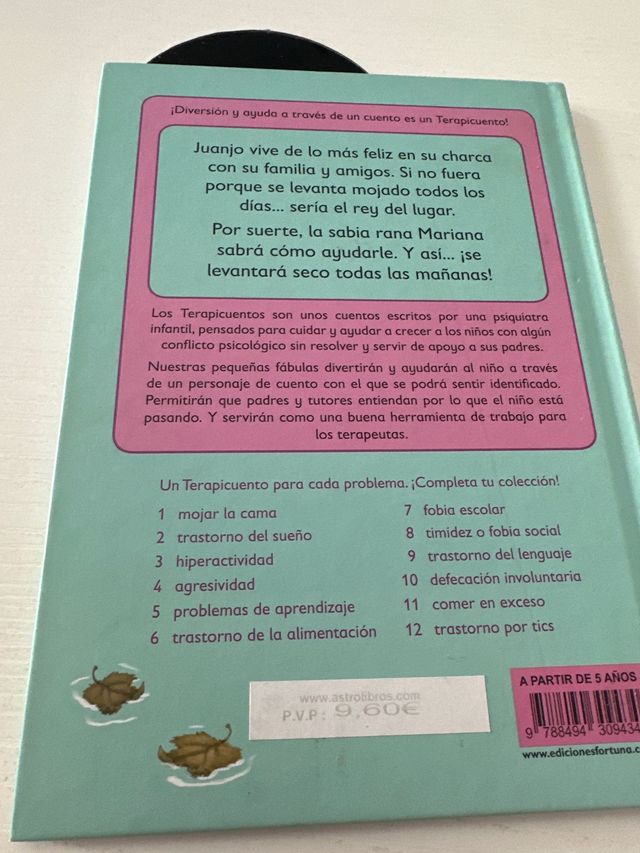 ¡Diversión y ayuda a través de un cuento es un Terapicuento!
Juanjo vive de lo más feliz en su charca
con su familia y amigos. Si no fuera
porque se levanta mojado todos los
días... sería el rey del lugar.
Por suerte, la sabia rana Mariana
sabrá cómo ayudarle. Y así... ¡se
levantará seco todas las mañanas!
Los Terapicuentos son unos cuentos escritos por una psiquiatra
infantil, pensados para cuidar y ayudar a crecer a los niños con algún
conflicto psicológico sin resolver y servir de apoyo a sus padres.
Nuestras pequeñas fábulas divertirán y ayudarán al niño a través
de un personaje de cuento con el que se podrá sentir identificado.
Permitirán que padres y tutores entiendan por lo que el niño está
pasando. Y servirán como una buena herramienta de trabajo para
los terapeutas.
Un Terapicuento para cada problema. ¡Completa tu colección!
1 mojar la cama
2 trastorno del sueño
3 hiperactividad
4 agresividad
5 problemas de aprendizaje
6 trastorno de la alimentación
7 fobia escolar
8 timidez o fobia social
9 trastorno del lenguaje
10 defecación involuntaria
11 comer en exceso
12 trastorno por tics
www.astrolibros.com
P.V.P: 9,60€
A PARTIR DE 5 AÑOS
9 788494 309434
www.edicionesfortuna.c